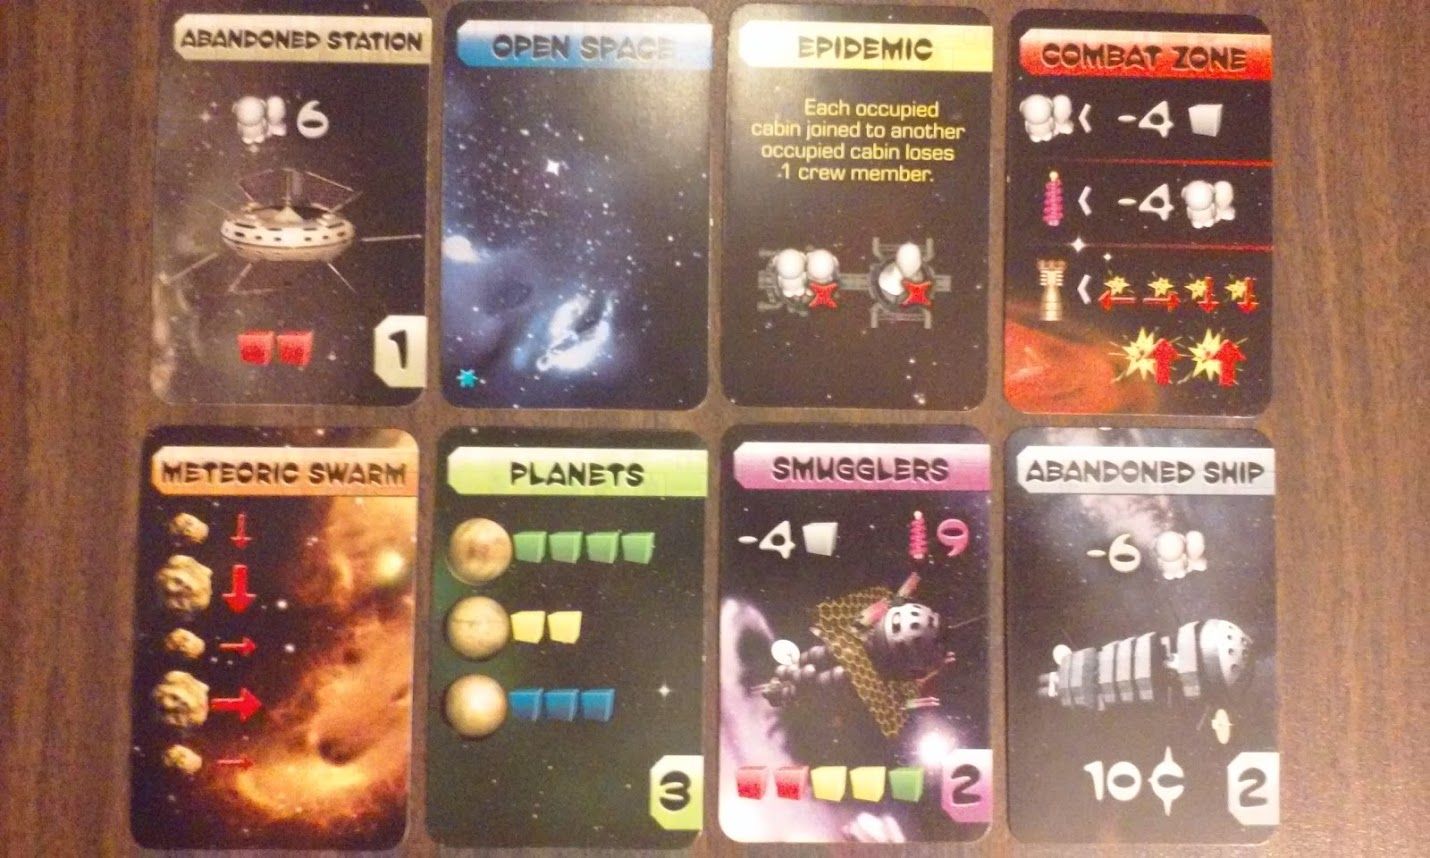 ABANDONED STATION
6
1
OPEN SPACE
EPIDEMIC
Each occupied
cabin joined to another
occupied cabin loses
1 crew member.
COMBAT ZONE
< -4
< -4
<
METEORIC SWARM
PLANETS
3
SMUGGLERS
-4 9
2
ABANDONED SHIP
-6
10 ¢
2